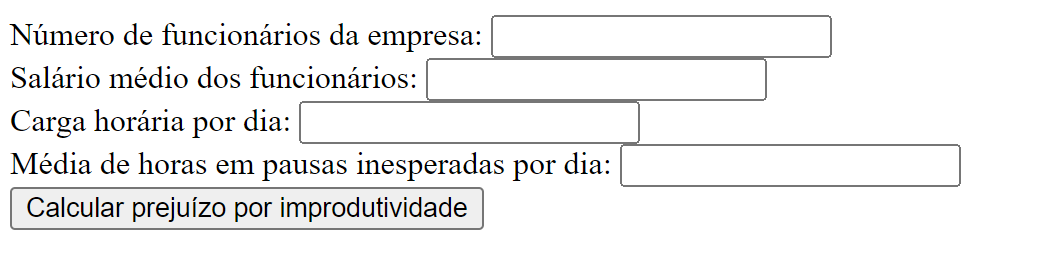 Número de funcionários da empresa:
Salário médio dos funcionários:
Carga horária por dia:
Média de horas em pausas inesperadas por dia:
Calcular prejuízo por improdutividade